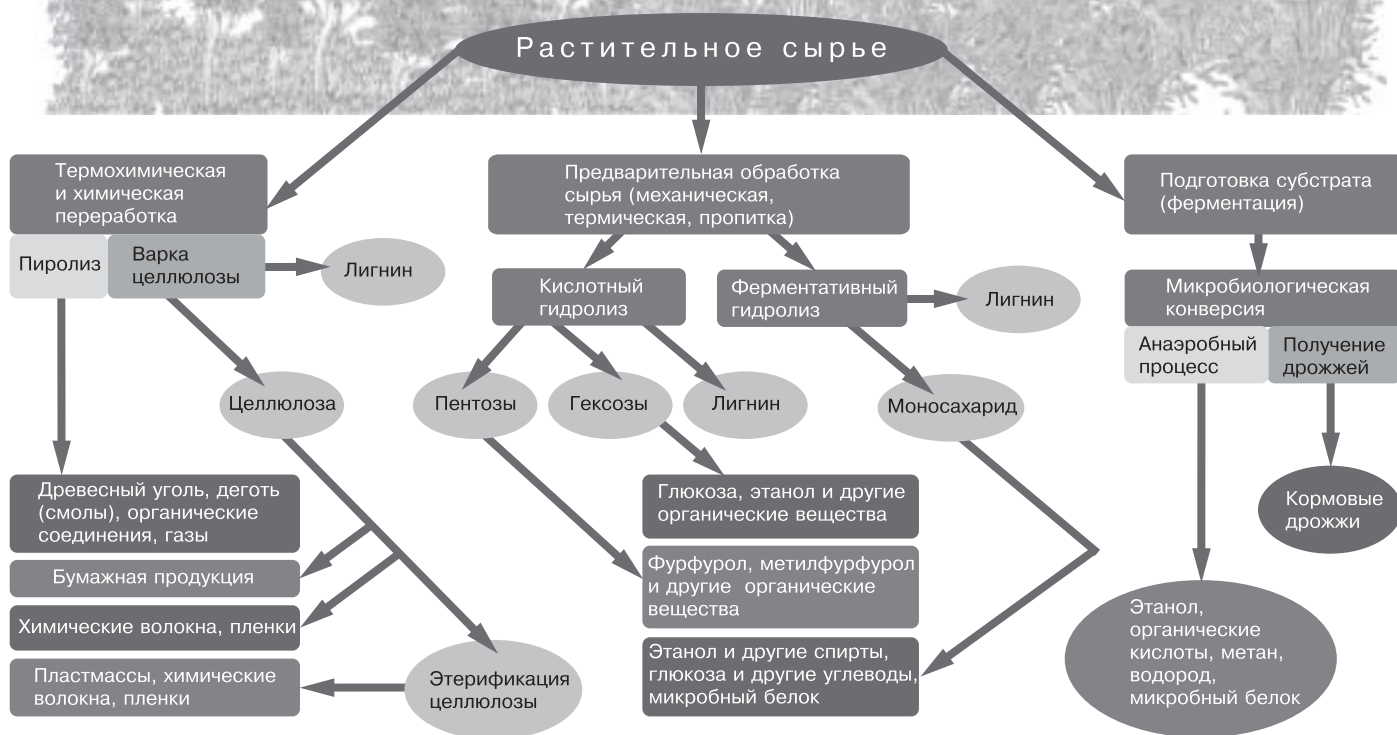 Растительное сырье
Термохимическая
и химическая
переработка
Предварительная обработка
сырья (механическая,
термическая, пропитка)
Подготовка субстрата
(ферментация)
Пиролиз
Варка
целлюлозы
Лигнин
Кислотный
гидролиз
Ферментативный
гидролиз
Лигнин
Микробиологическая
конверсия
Анаэробный
процесс
Получение
дрожжей
Целлюлоза
Пентозы
Гексозы
Лигнин
Моносахарид
Древесный уголь, деготь
(смолы), органические
соединения, газы
Бумажная продукция
Химические волокна, пленки
Пластмассы, химические
волокна, пленки
Этерификация
целлюлозы
Глюкоза, этанол и другие
органические вещества
Фурфурол, метилфурфурол
и другие органические
вещества
Этанол и другие спирты,
глюкоза и другие углеводы,
микробный белок
Кормовые
дрожжи
Этанол,
органические
кислоты, метан,
водород,
микробный белок